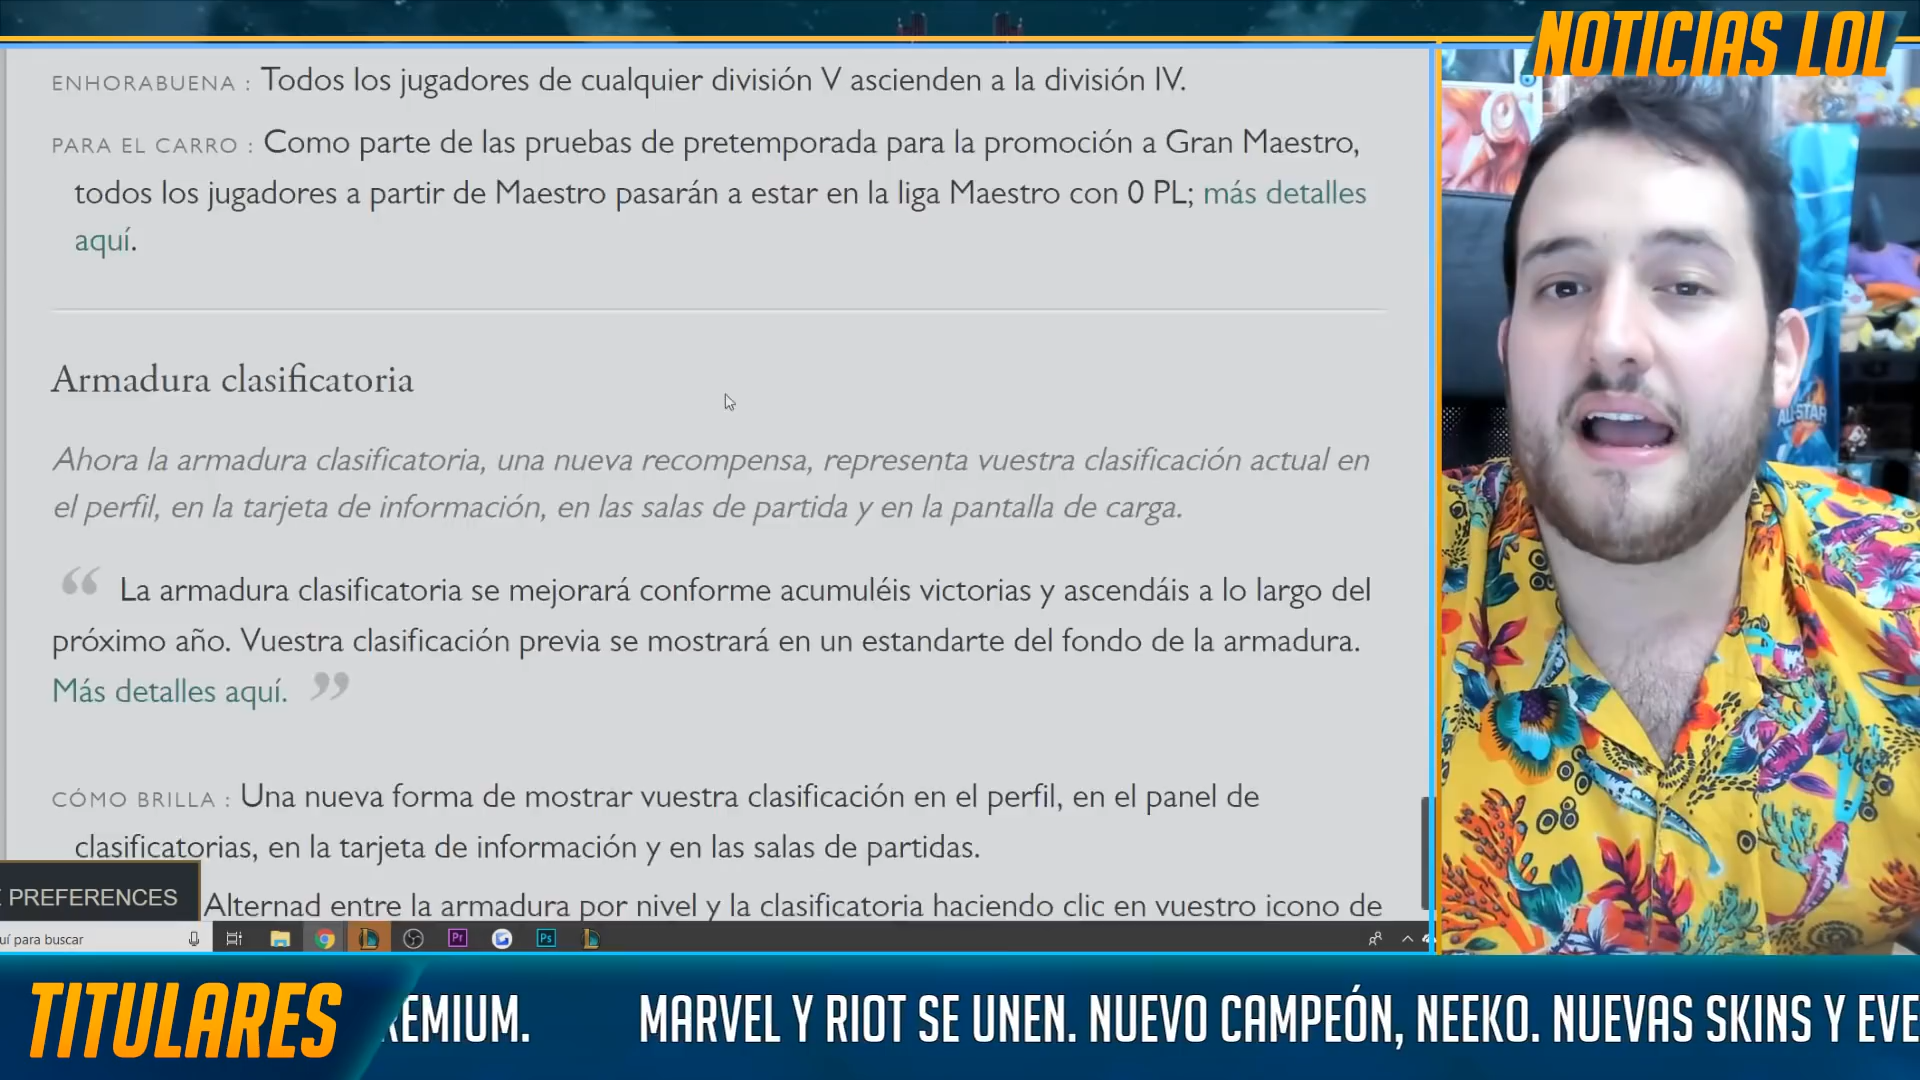 NOTICIAS LOL
ENHORABUENA : Todos los jugadores de cualquier división V ascienden a la división IV.
PARA EL CARRO : Como parte de las pruebas de pretemporada para la promoción a Gran Maestro,
todos los jugadores a partir de Maestro pasarán a estar en la liga Maestro con 0 PL; más detalles
aquí.
Armadura clasificatoria
Ahora la armadura clasificatoria, una nueva recompensa, representa vuestra clasificación actual en
el perfil, en la tarjeta de información, en las salas de partida y en la pantalla de carga.
“ La armadura clasificatoria se mejorará conforme acumuléis victorias y ascendáis a lo largo del
próximo año. Vuestra clasificación previa se mostrará en un estandarte del fondo de la armadura.
Más detalles aquí. ”
CÓMO BRILLA : Una nueva forma de mostrar vuestra clasificación en el perfil, en el panel de
clasificatorias, en la tarjeta de información y en las salas de partidas.
PREFERENCES
Alternad entre la armadura por nivel y la clasificatoria haciendo clic en vuestro icono de
uí para buscar
Pr
Ps
ALL-STAR
TITULARES
REMIUM. MARVEL Y RIOT SE UNEN. NUEVO CAMPEÓN, NEEKO. NUEVAS SKINS Y EVE